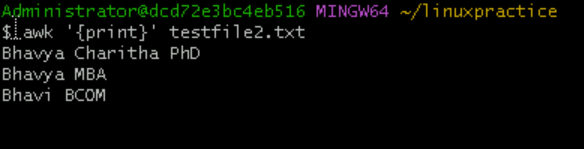 Administrator@dcd72e3bc4eb516 MINGW64 ~/linuxpractice
$ awk '{print}' testfile2.txt
Bhavya Charitha PhD
Bhavya MBA
Bhavi BCOM